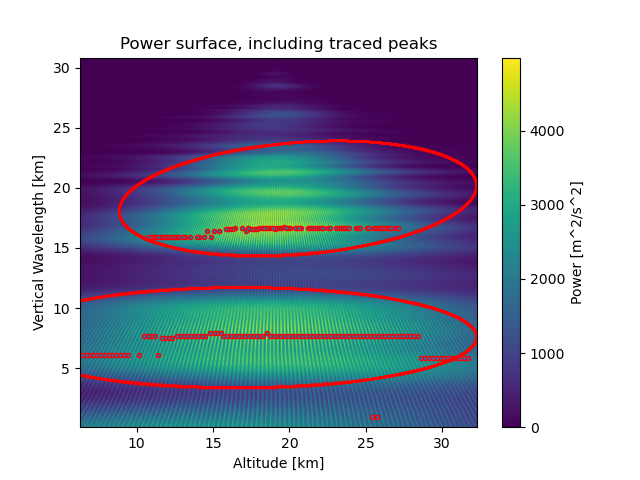 Power surface, including traced peaks
30
25
20
15
10
5
Vertical Wavelength [km]
10 15 20 25 30
Altitude [km]
4000
3000
2000
1000
0
Power [m^2/s^2]